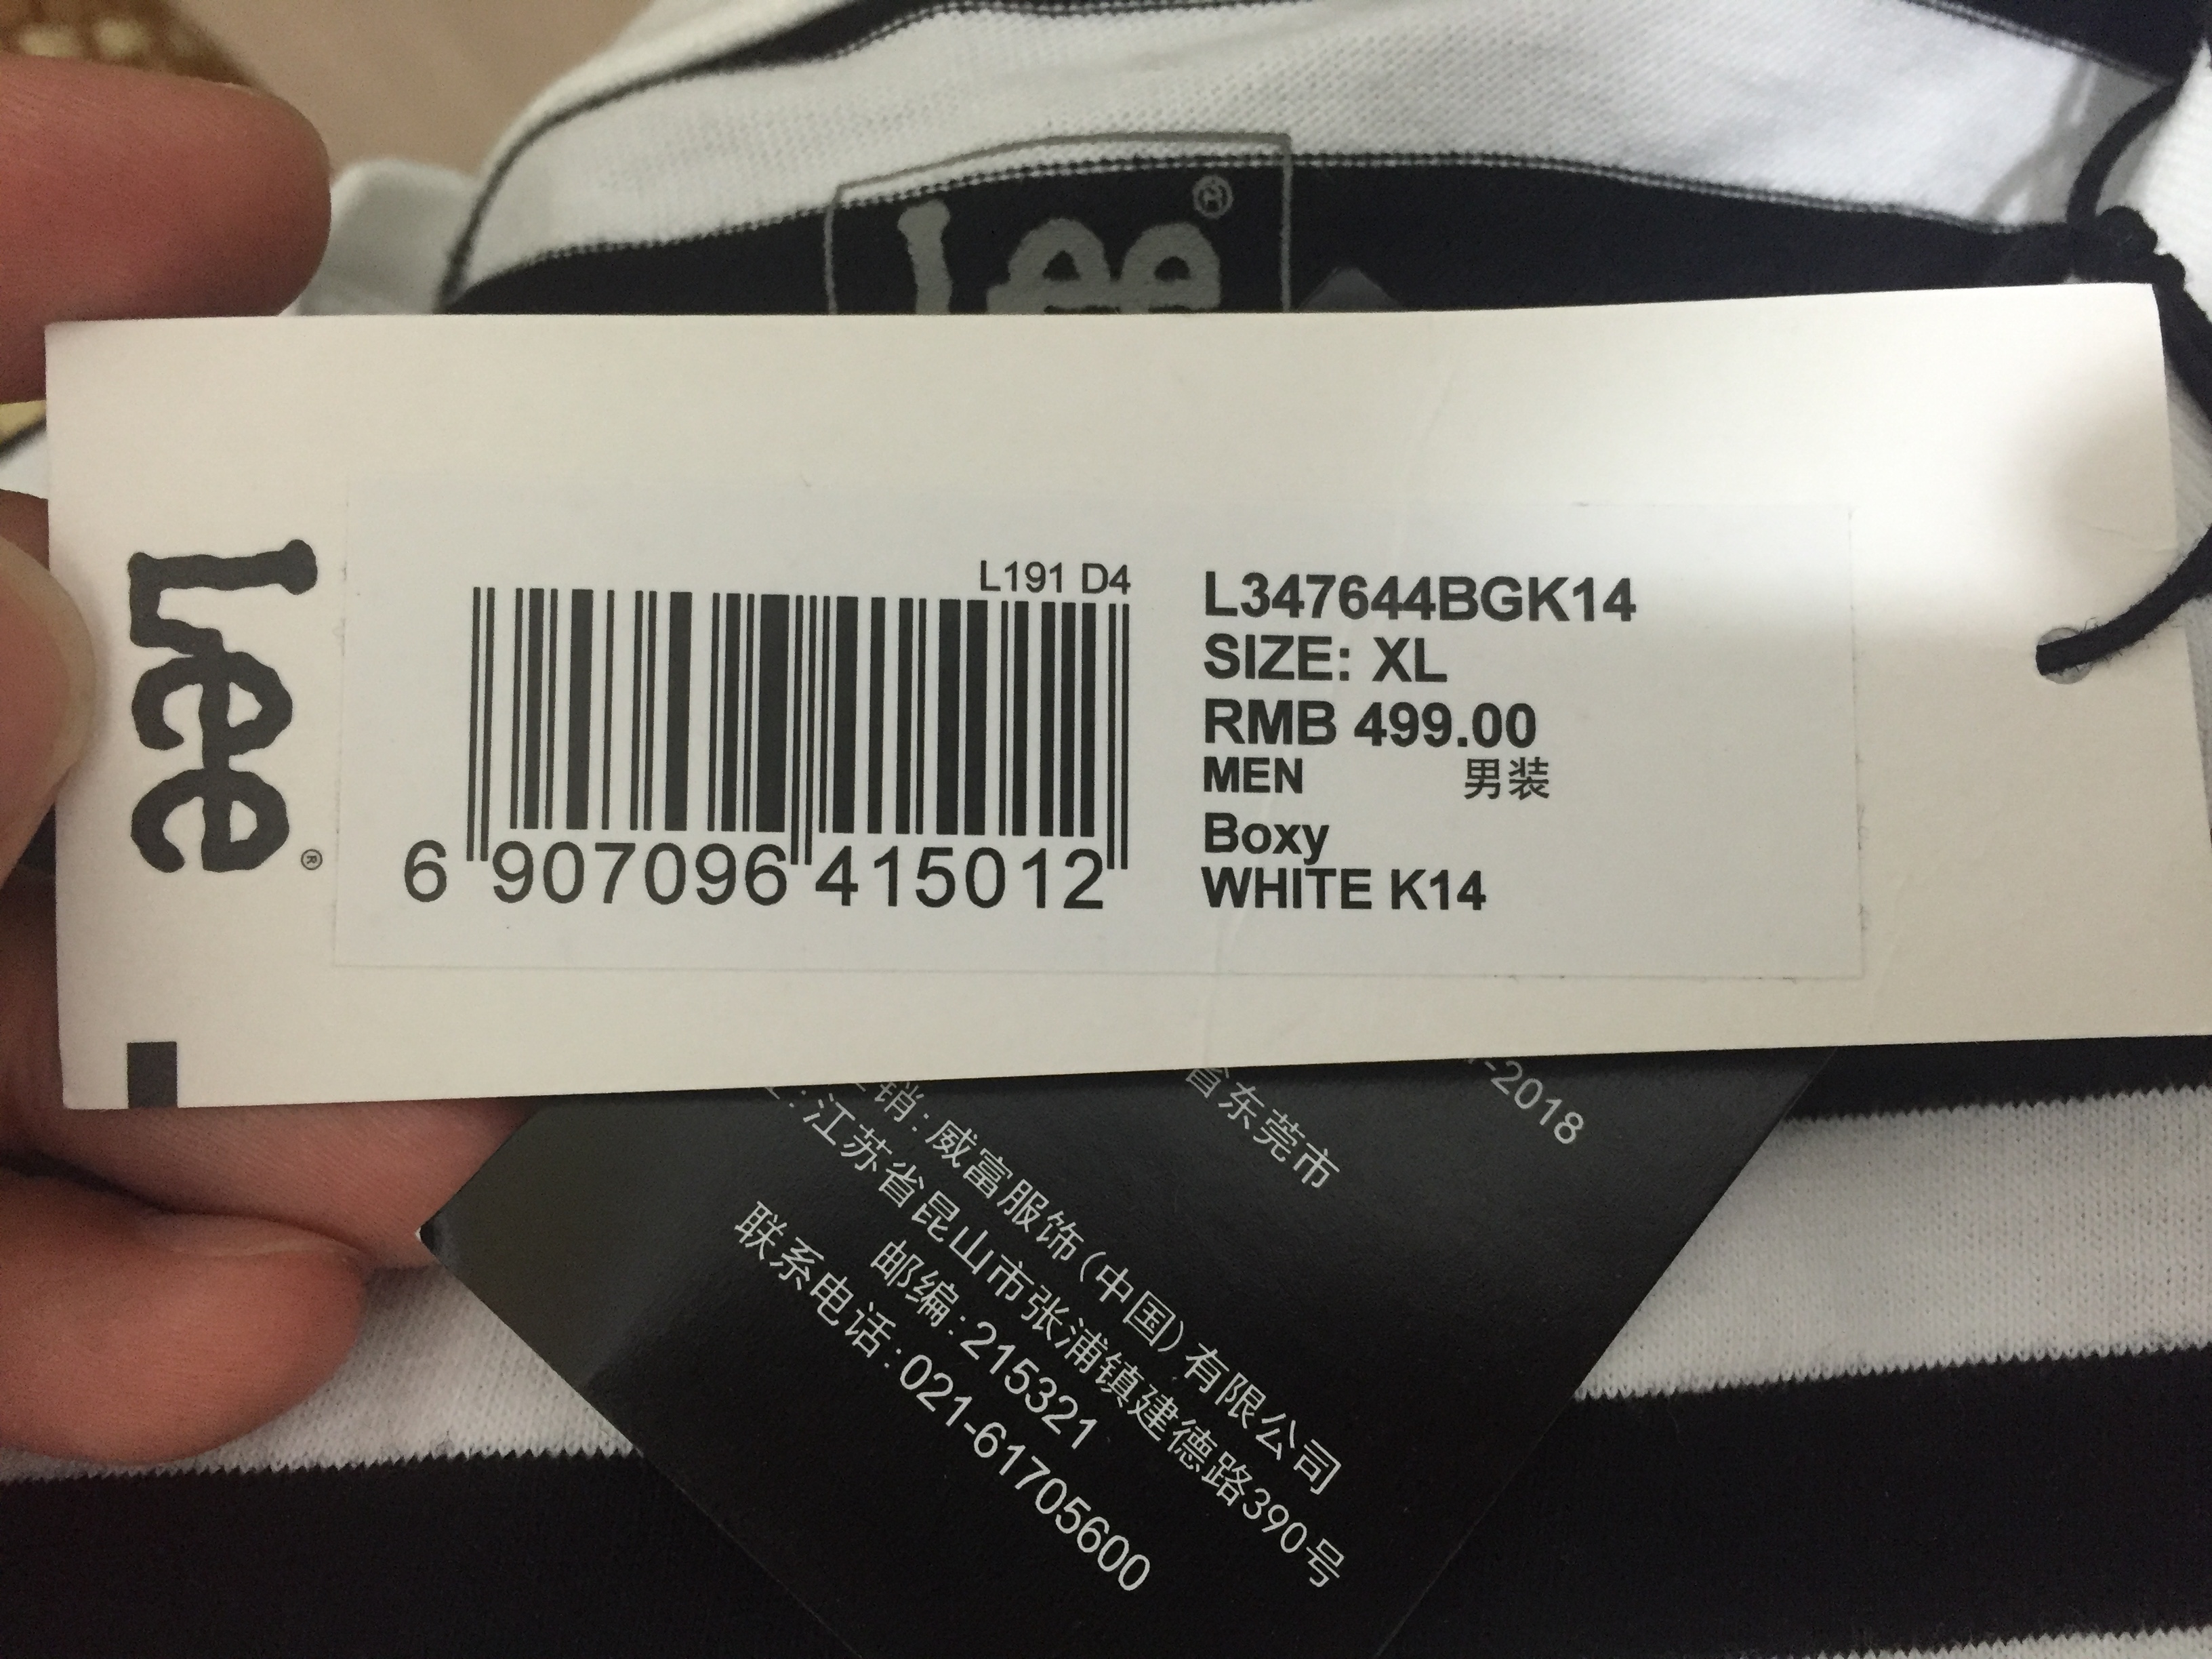 Lee®
Lee®
L191 D4
6 907096 415012
L347644BGK14
SIZE: XL
RMB 499.00
MEN 男装
Boxy
WHITE K14
-2018
省东莞市
销:威富服饰(中国)有限公司
:江苏省昆山市张浦镇建德路390号
邮编:215321
联系电话:021-61705600